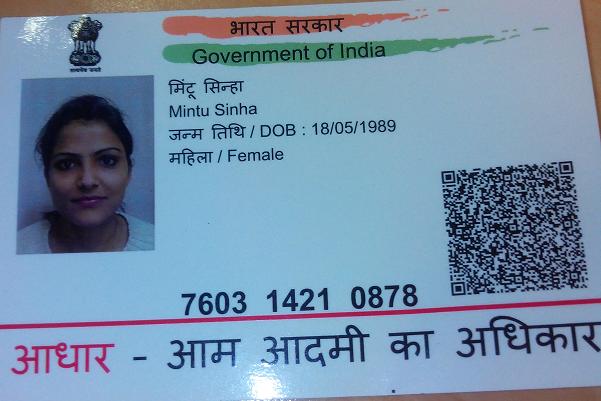 भारत सरकार
Government of India
सत्यमेव जयते
मिंटू सिन्हा
Mintu Sinha
जन्म तिथि / DOB : 18/05/1989
महिला / Female
7603 1421 0878
आधार - आम आदमी का अधिकार